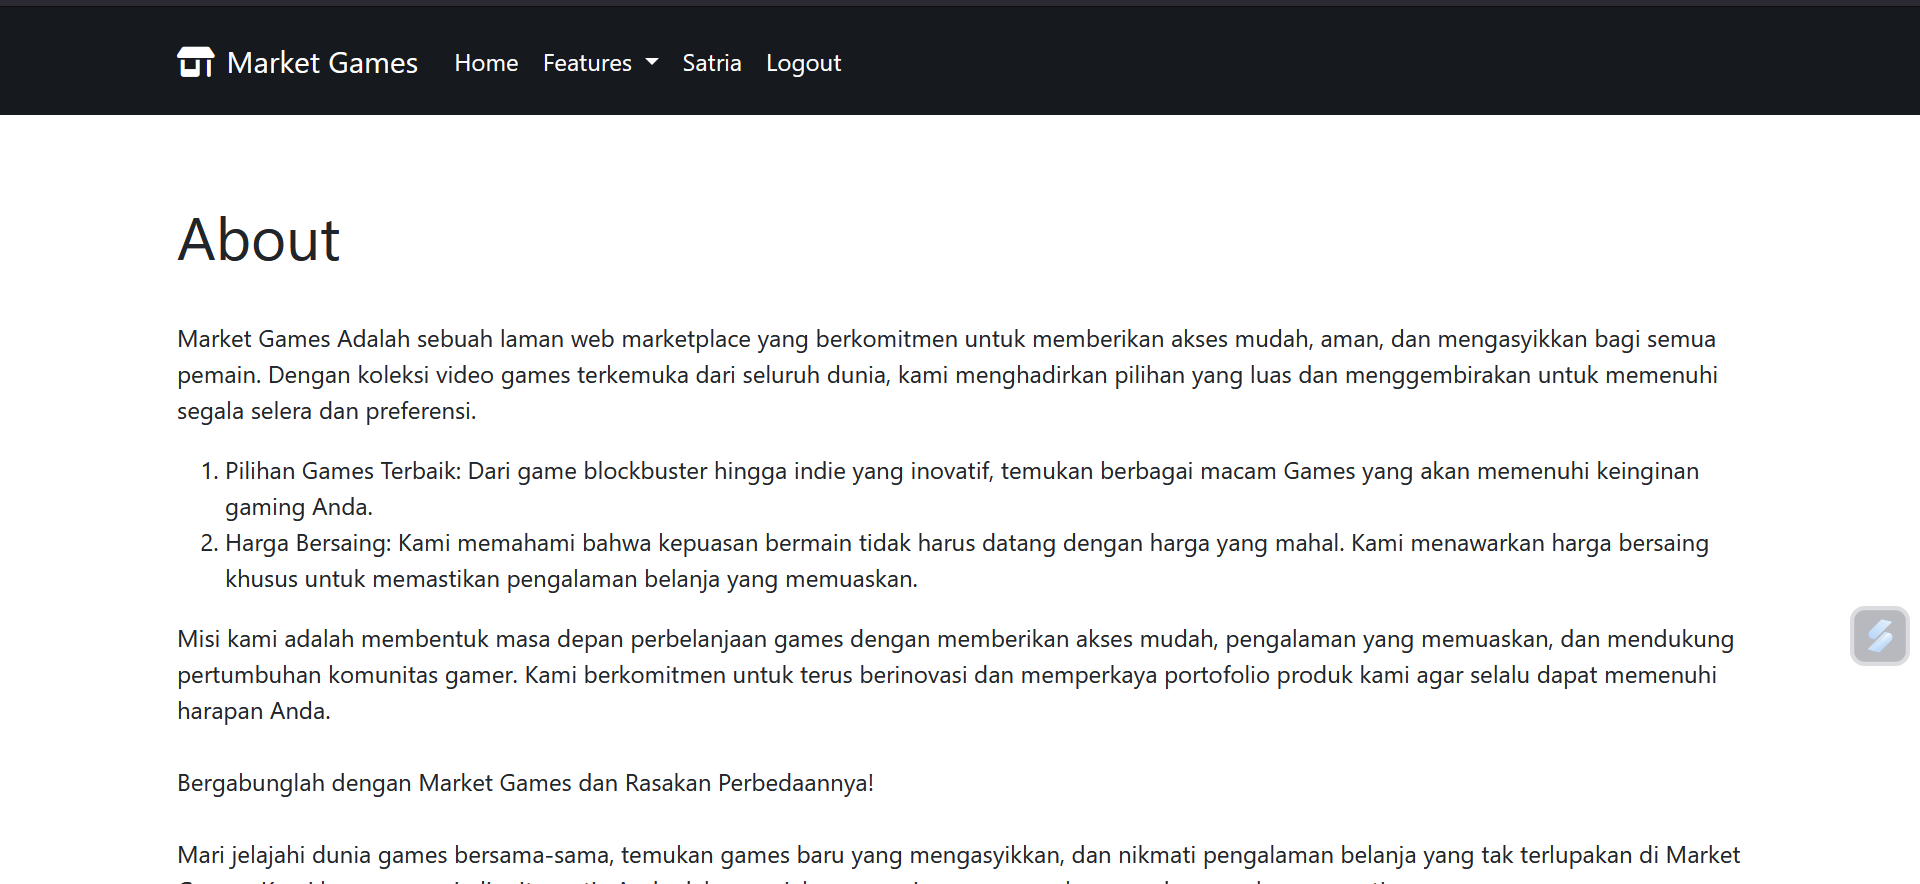 Market Games Home Features Satria Logout
About
Market Games Adalah sebuah laman web marketplace yang berkomitmen untuk memberikan akses mudah, aman, dan mengasyikkan bagi semua
pemain. Dengan koleksi video games terkemuka dari seluruh dunia, kami menghadirkan pilihan yang luas dan menggembirakan untuk memenuhi
segala selera dan preferensi.
1. Pilihan Games Terbaik: Dari game blockbuster hingga indie yang inovatif, temukan berbagai macam Games yang akan memenuhi keinginan
gaming Anda.
2. Harga Bersaing: Kami memahami bahwa kepuasan bermain tidak harus datang dengan harga yang mahal. Kami menawarkan harga bersaing
khusus untuk memastikan pengalaman belanja yang memuaskan.
Misi kami adalah membentuk masa depan perbelanjaan games dengan memberikan akses mudah, pengalaman yang memuaskan, dan mendukung
pertumbuhan komunitas gamer. Kami berkomitmen untuk terus berinovasi dan memperkaya portofolio produk kami agar selalu dapat memenuhi
harapan Anda.
Bergabunglah dengan Market Games dan Rasakan Perbedaannya!
Mari jelajahi dunia games bersama-sama, temukan games baru yang mengasyikkan, dan nikmati pengalaman belanja yang tak terlupakan di Market